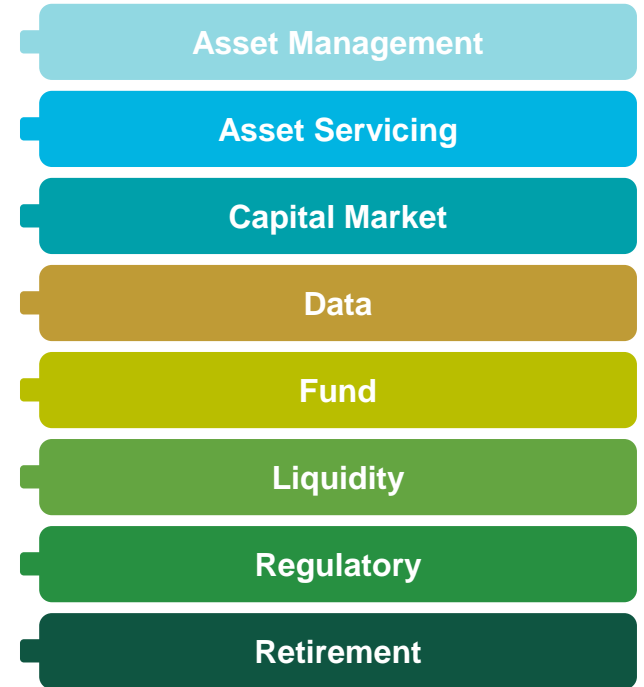 Asset Management
Asset Servicing
Capital Market
Data
Fund
Liquidity
Regulatory
Retirement